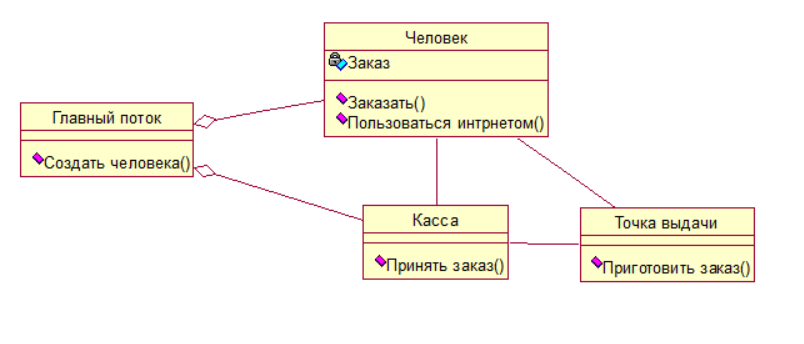 Человек
Заказ
Заказать()
Пользоваться интрнетом()
Главный поток
Создать человека()
Касса
Принять заказ()
Точка выдачи
Приготовить заказ()